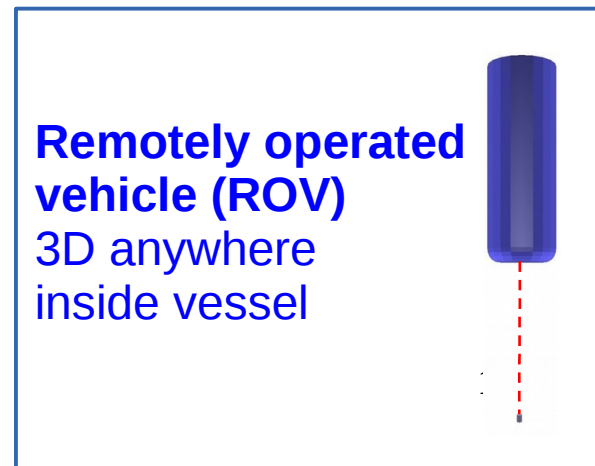 Remotely operated
vehicle (ROV)
3D anywhere
inside vessel